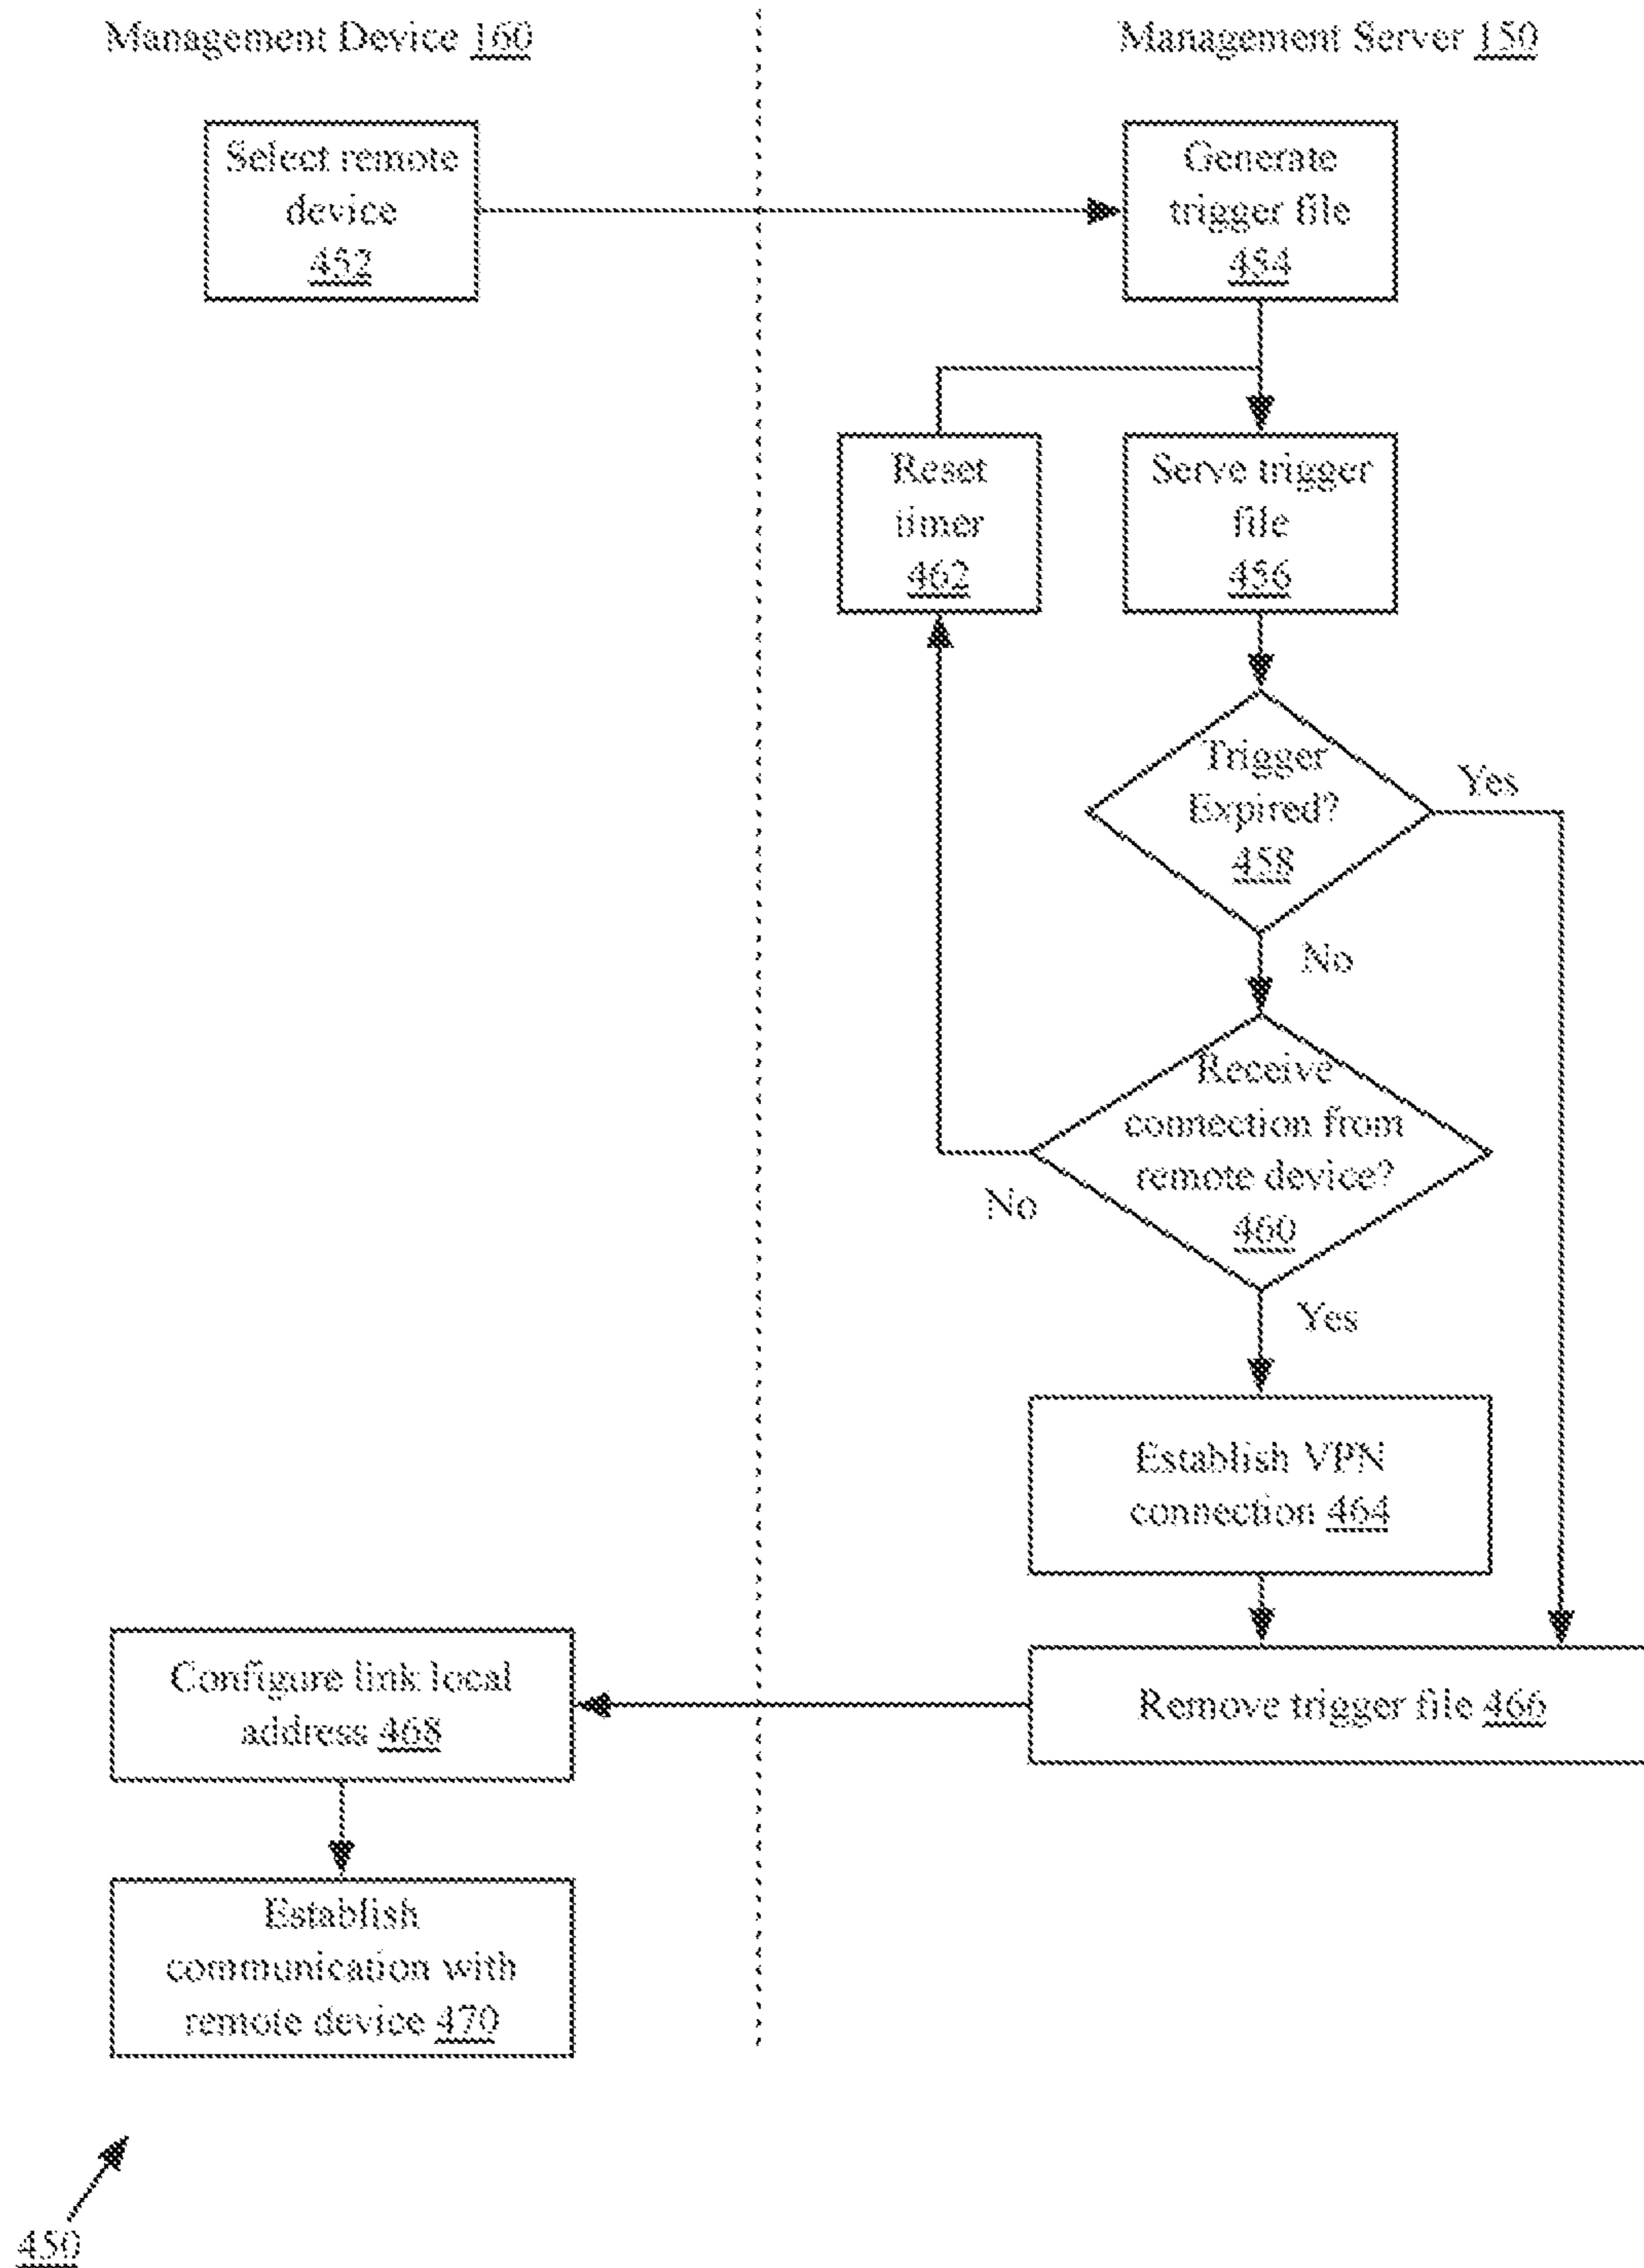 Management Device 160
Management Server 150
Select remote
device
452
Generate
trigger file
454
Reset
timer
462
Serve trigger
file
456
Trigger
Expired?
458
Yes
No
Receive
connection from
remote device?
460
No
Yes
Establish VPN
connection 464
Configure link local
address 468
Remove trigger file 466
Establish
communication with
remote device 470
450